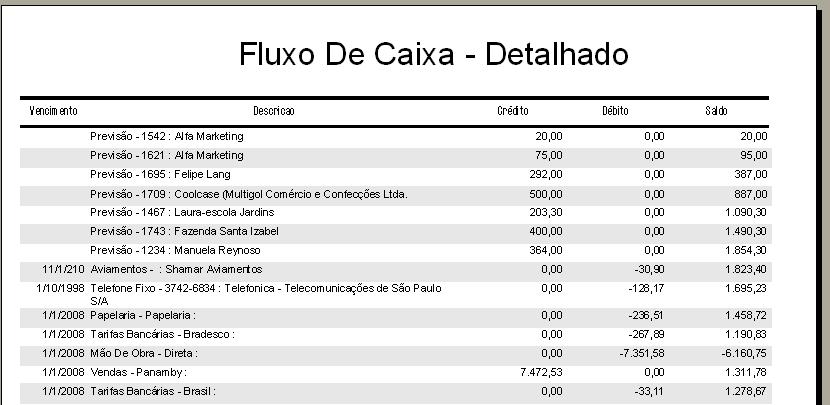 Fluxo De Caixa - Detalhado
Vencimento Descricao Crédito Débito Saldo
Previsão - 1542 : Alfa Marketing 20,00 0,00 20,00
Previsão - 1621 : Alfa Marketing 75,00 0,00 95,00
Previsão - 1695 : Felipe Lang 292,00 0,00 387,00
Previsão - 1709 : Coolcase (Multigol Comércio e Confecções Ltda. 500,00 0,00 887,00
Previsão - 1467 : Laura-escola Jardins 203,30 0,00 1.090,30
Previsão - 1743 : Fazenda Santa Izabel 400,00 0,00 1.490,30
Previsão - 1234 : Manuela Reynoso 364,00 0,00 1.854,30
11/1/210 Aviamentos - : Shamar Aviamentos 0,00 -30,90 1.823,40
1/10/1998 Telefone Fixo - 3742-6834 : Telefonica - Telecomunicações de São Paulo 0,00 -128,17 1.695,23
S/A
1/1/2008 Papelaria - Papelaria : 0,00 -236,51 1.458,72
1/1/2008 Tarifas Bancárias - Bradesco : 0,00 -267,89 1.190,83
1/1/2008 Mão De Obra - Direta : 0,00 -7.351,58 -6.160,75
1/1/2008 Vendas - Panamby : 7.472,53 0,00 1.311,78
1/1/2008 Tarifas Bancárias - Brasil : 0,00 -33,11 1.278,67